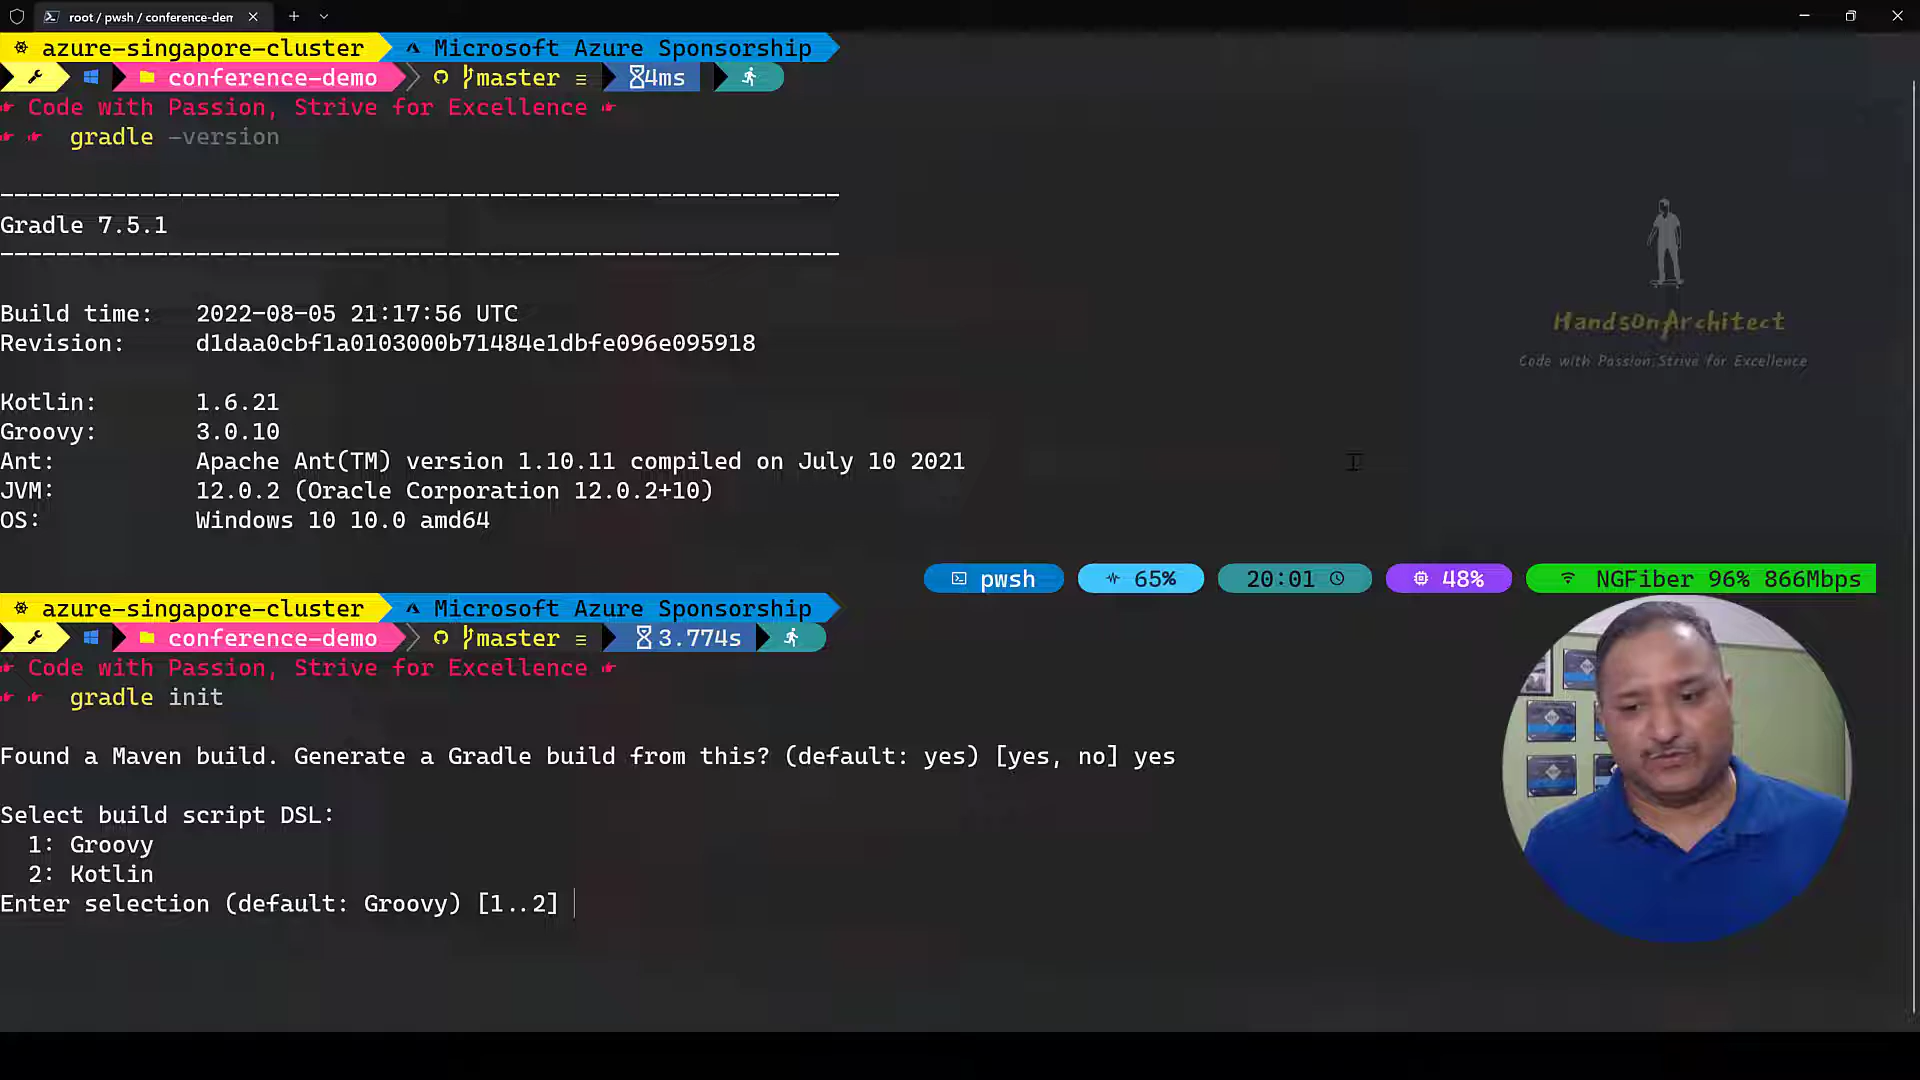 root / pwsh / conference-dem
azure-singapore-cluster Microsoft Azure Sponsorship
conference-demo master ≡ 4ms
Code with Passion, Strive for Excellence
gradle -version
------------------------------------------------------------
Gradle 7.5.1
------------------------------------------------------------
Build time: 2022-08-05 21:17:56 UTC
Revision: d1daa0cbf1a0103000b71484e1dbfe096e095918
Kotlin: 1.6.21
Groovy: 3.0.10
Ant: Apache Ant(TM) version 1.10.11 compiled on July 10 2021
JVM: 12.0.2 (Oracle Corporation 12.0.2+10)
OS: Windows 10 10.0 amd64
HandsOnArchitect
Code with Passion Strive for Excellence
pwsh 65% 20:01 48% NGFiber 96% 866Mbps
azure-singapore-cluster Microsoft Azure Sponsorship
conference-demo master ≡ 3.774s
Code with Passion, Strive for Excellence
gradle init
Found a Maven build. Generate a Gradle build from this? (default: yes) [yes, no] yes
Select build script DSL:
1: Groovy
2: Kotlin
Enter selection (default: Groovy) [1..2]